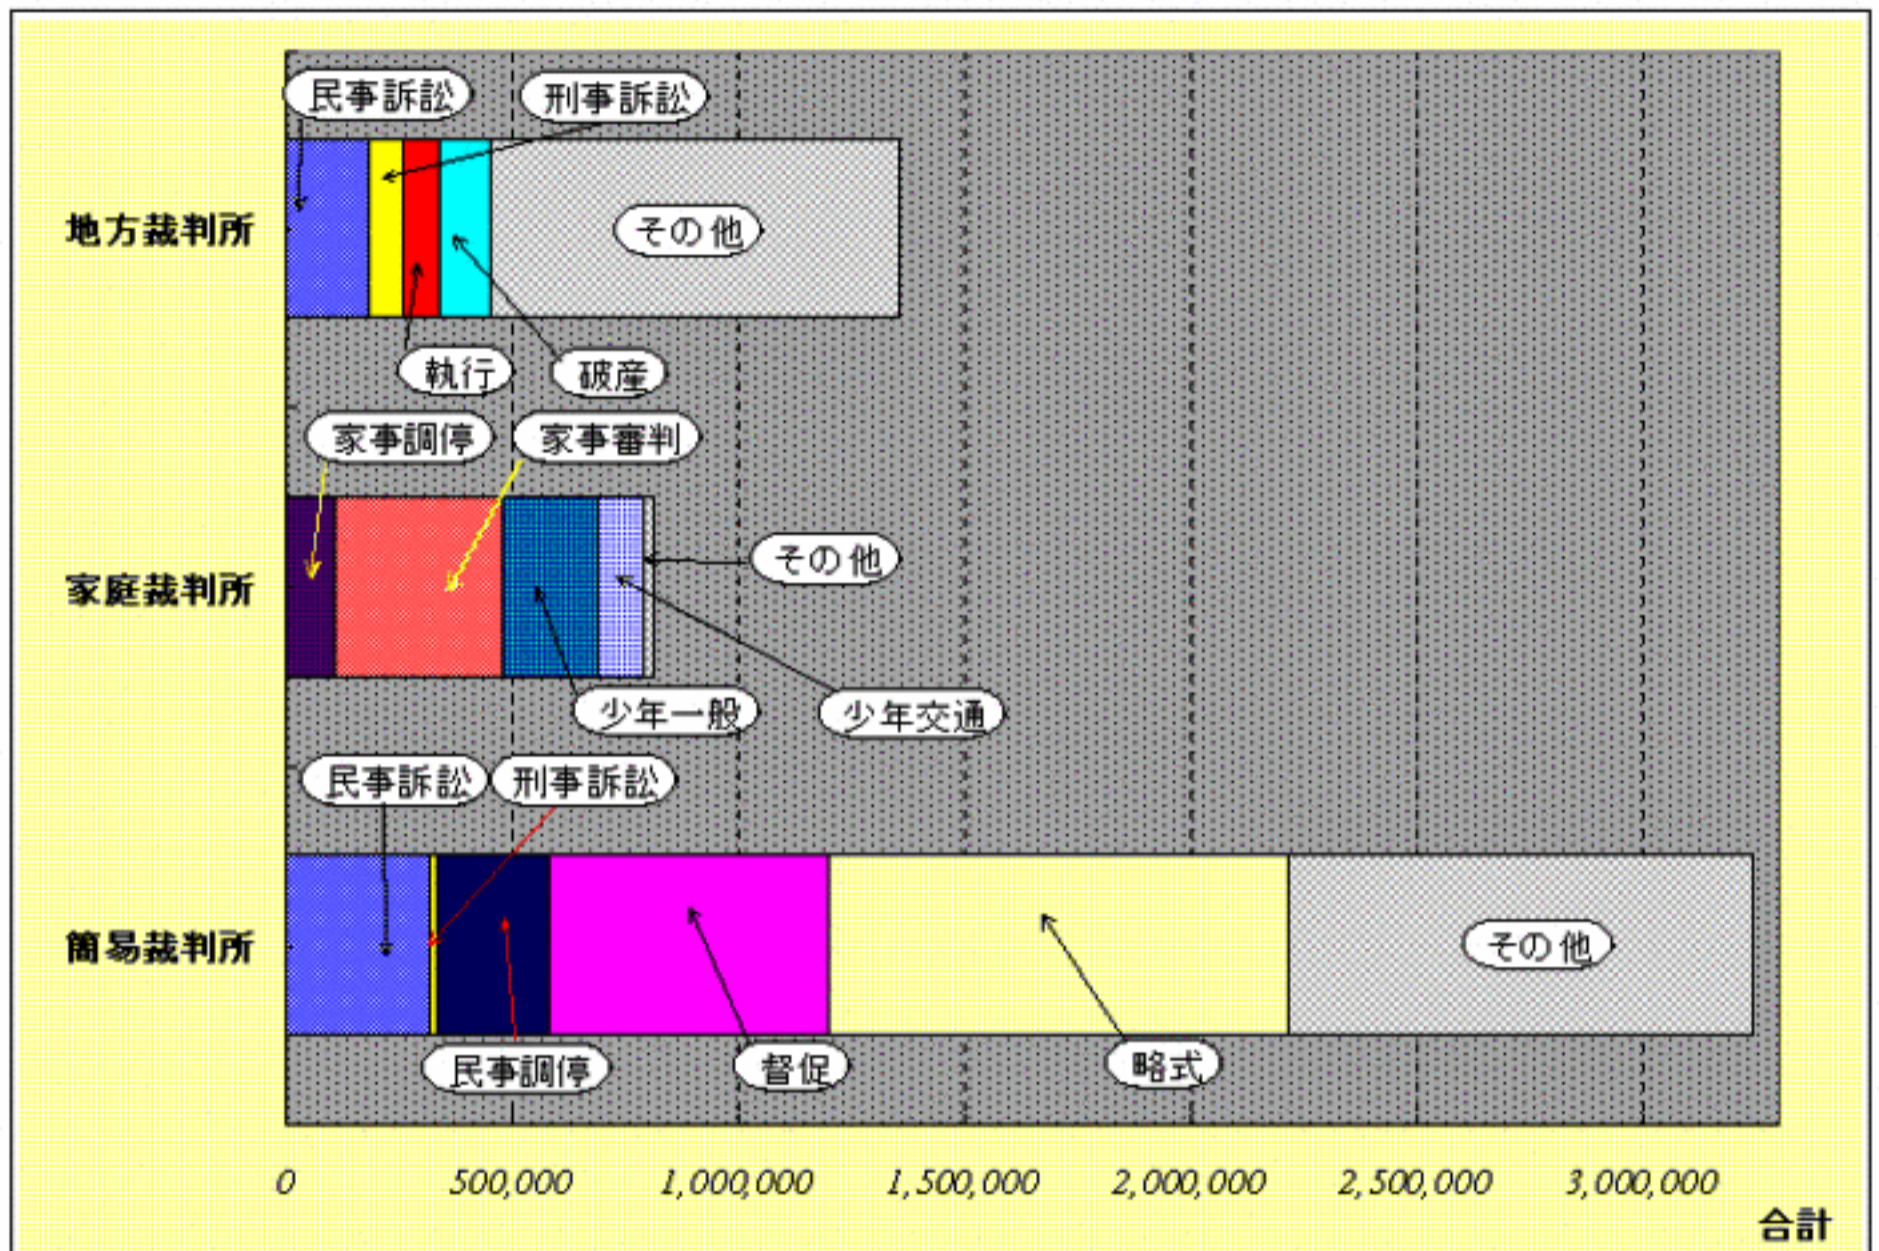 民事訴訟
刑事訴訟
地方裁判所
その他
執行
破産
家事調停
家事審判
家庭裁判所
その他
少年一般
少年交通
民事訴訟
刑事訴訟
簡易裁判所
その他
民事調停
督促
略式
0
500,000
1,000,000
1,500,000
2,000,000
2,500,000
3,000,000
合計